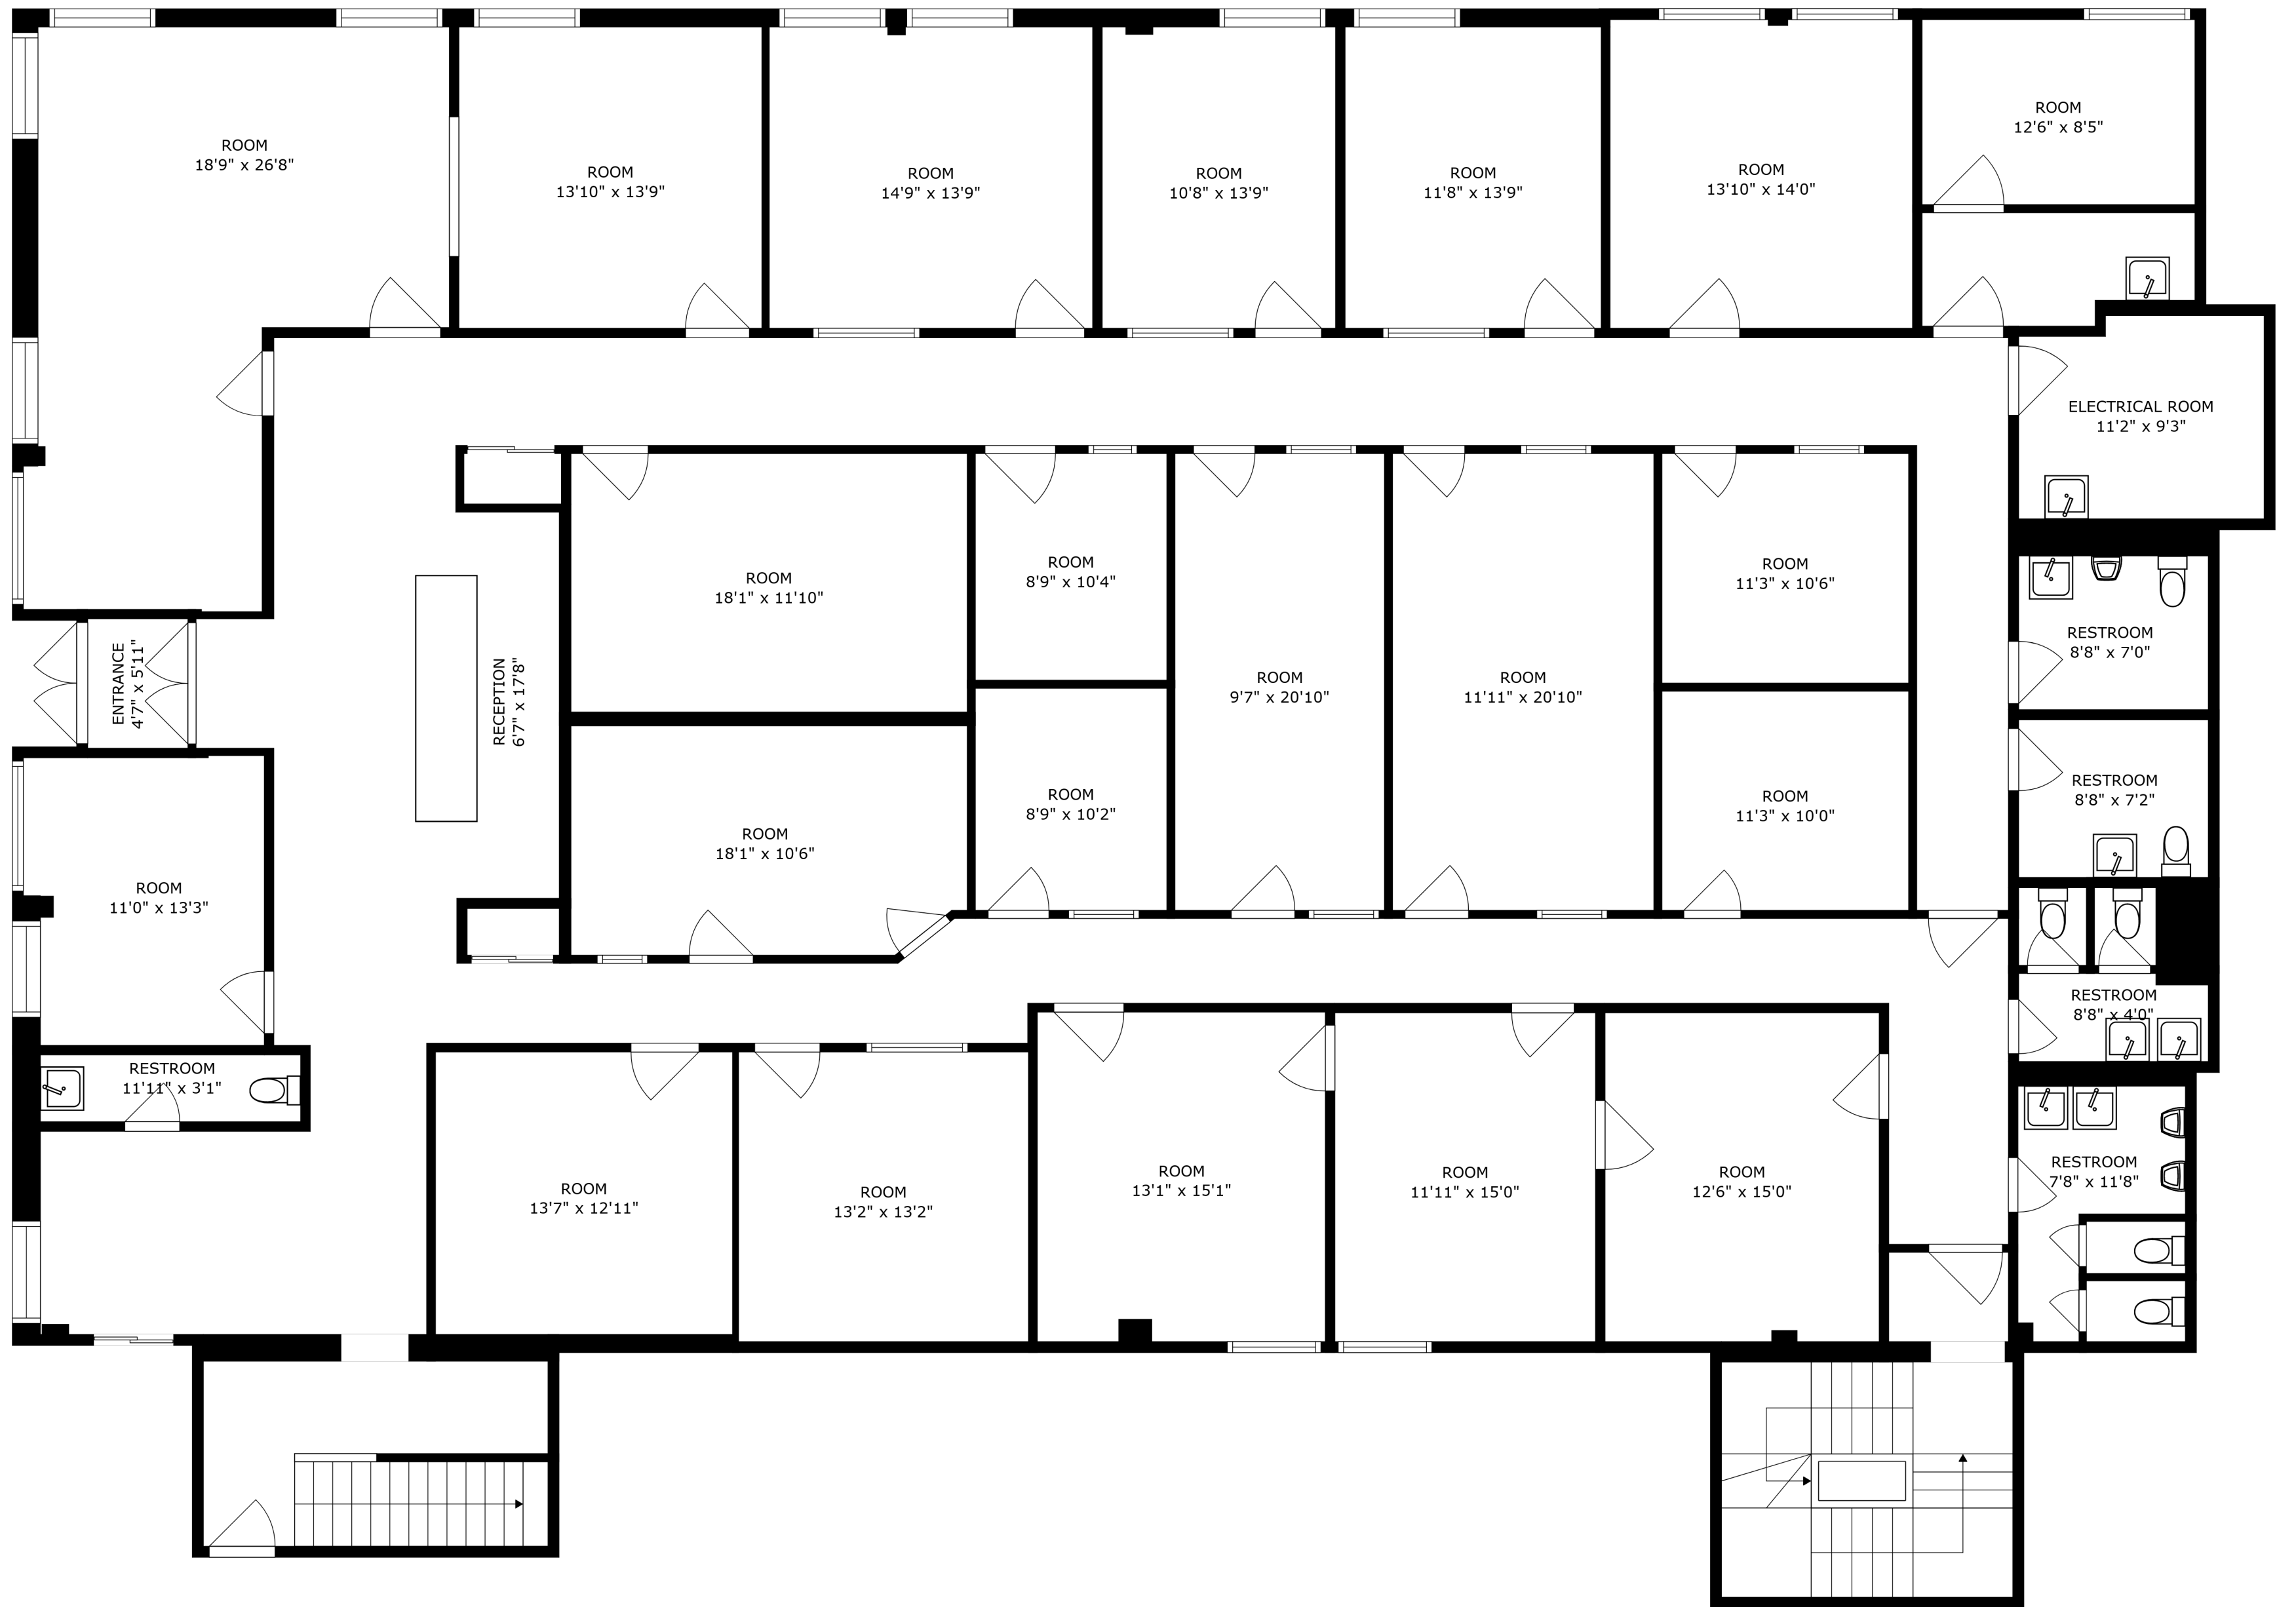 ROOM
18'9" x 26'8"
ROOM
13'10" x 13'9"
ROOM
14'9" x 13'9"
ROOM
10'8" x 13'9"
ROOM
11'8" x 13'9"
ROOM
13'10" x 14'0"
ROOM
12'6" x 8'5"
ELECTRICAL ROOM
11'2" x 9'3"
ROOM
18'1" x 11'10"
ROOM
8'9" x 10'4"
ROOM
9'7" x 20'10"
ROOM
11'11" x 20'10"
ROOM
11'3" x 10'6"
RESTROOM
8'8" x 7'0"
ENTRANCE
4'7" x 5'11"
RECEPTION
6'7" x 17'8"
ROOM
18'1" x 10'6"
ROOM
8'9" x 10'2"
ROOM
11'3" x 10'0"
RESTROOM
8'8" x 7'2"
ROOM
11'0" x 13'3"
RESTROOM
8'8" x 4'0"
RESTROOM
11'11" x 3'1"
ROOM
13'7" x 12'11"
ROOM
13'2" x 13'2"
ROOM
13'1" x 15'1"
ROOM
11'11" x 15'0"
ROOM
12'6" x 15'0"
RESTROOM
7'8" x 11'8"